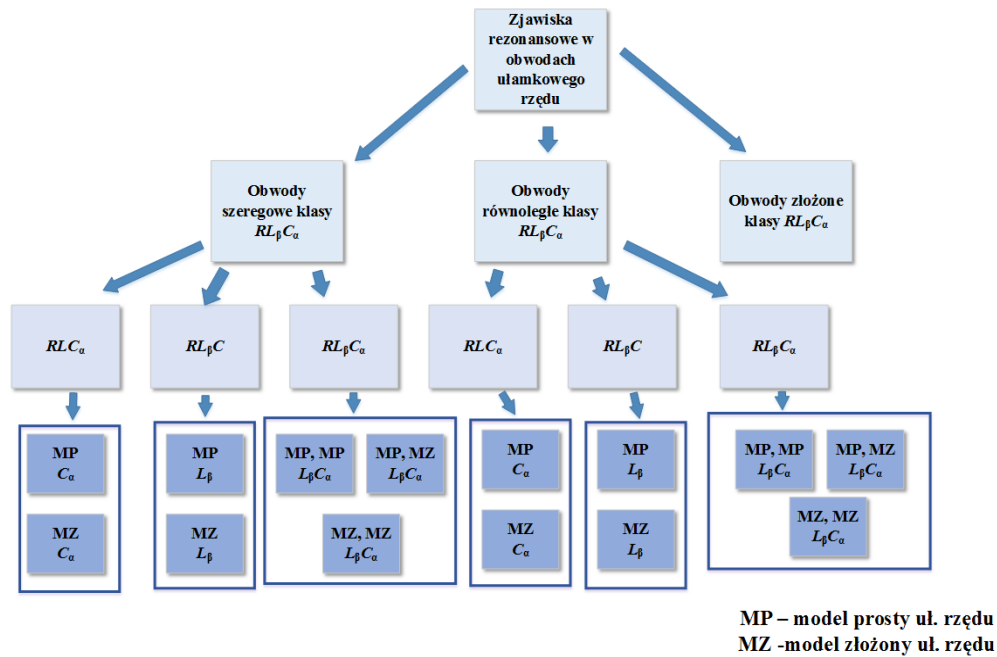 Zjawiska
rezonansowe w
obwodach
ułamkowego
rzędu
Obwody
szeregowe klasy
RLβCα
Obwody
równoległe klasy
RLβCα
Obwody złożone
klasy RLβCα
RLCα
RLβC
RLβCα
RLCα
RLβC
RLβCα
MP
Cα
MZ
Cα
MP
Lβ
MZ
Lβ
MP, MP
LβCα
MP, MZ
LβCα
MZ, MZ
LβCα
MP
Cα
MZ
Cα
MP
Lβ
MZ
Lβ
MP, MP
LβCα
MP, MZ
LβCα
MZ, MZ
LβCα
MP – model prosty uł. rzędu
MZ -model złożony uł. rzędu